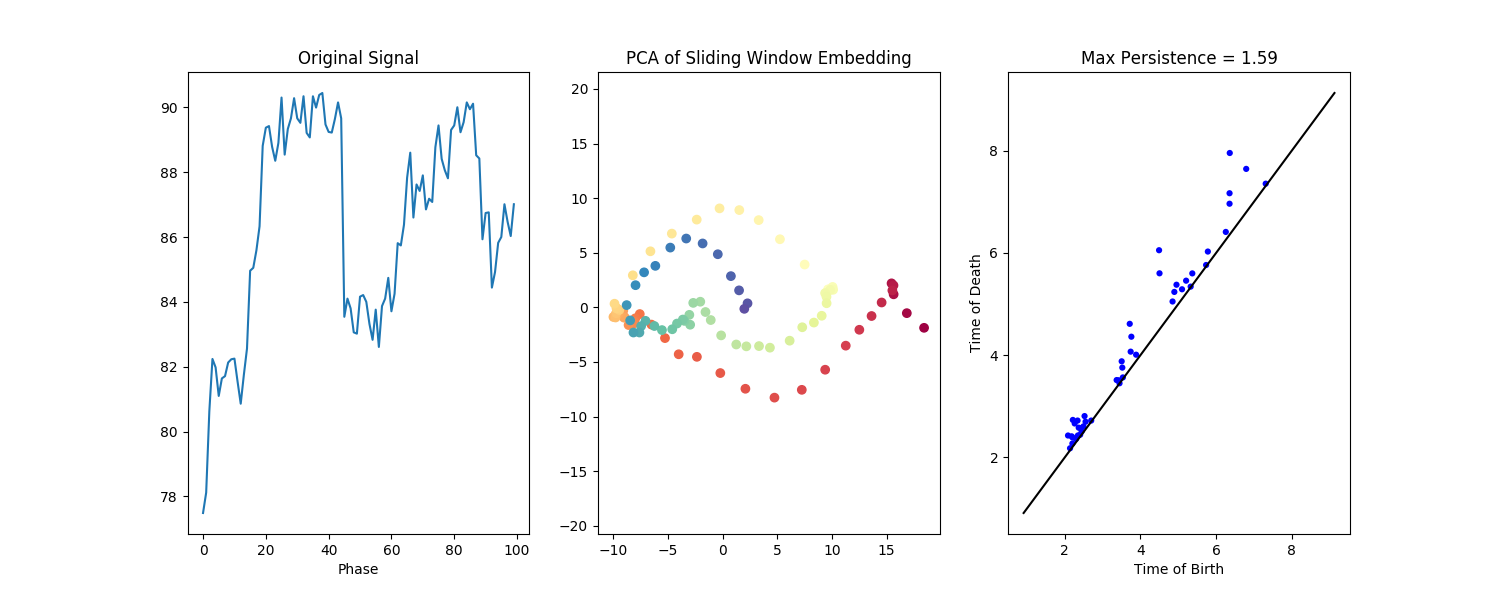 Original Signal
90
88
86
84
82
80
78
0 20 40 60 80 100
Phase
PCA of Sliding Window Embedding
20
15
10
5
0
−5
−10
−15
−20
−10 −5 0 5 10 15
Max Persistence = 1.59
Time of Death
8
6
4
2
2 4 6 8
Time of Birth